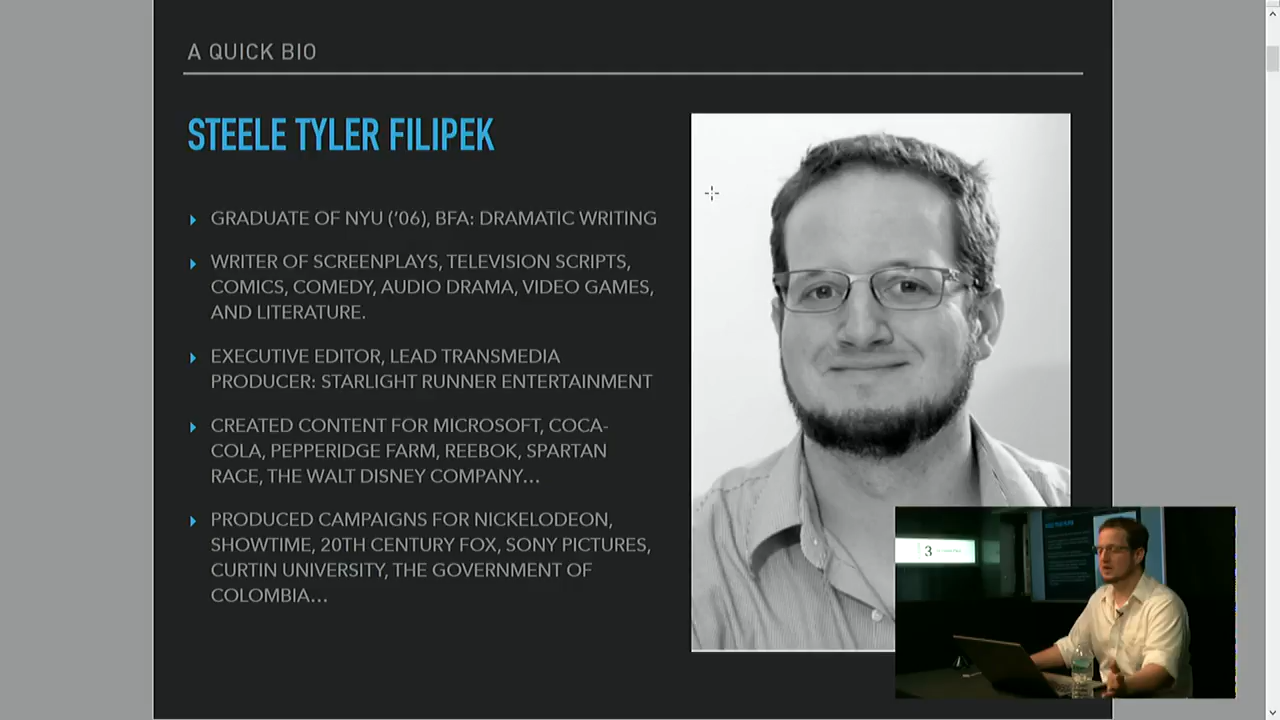 A QUICK BIO
STEELE TYLER FILIPEK
GRADUATE OF NYU (’06), BFA: DRAMATIC WRITING
WRITER OF SCREENPLAYS, TELEVISION SCRIPTS,
COMICS, COMEDY, AUDIO DRAMA, VIDEO GAMES,
AND LITERATURE.
EXECUTIVE EDITOR, LEAD TRANSMEDIA
PRODUCER: STARLIGHT RUNNER ENTERTAINMENT
CREATED CONTENT FOR MICROSOFT, COCA-
COLA, PEPPERIDGE FARM, REEBOK, SPARTAN
RACE, THE WALT DISNEY COMPANY…
PRODUCED CAMPAIGNS FOR NICKELODEON,
SHOWTIME, 20TH CENTURY FOX, SONY PICTURES,
CURTIN UNIVERSITY, THE GOVERNMENT OF
COLOMBIA…
3